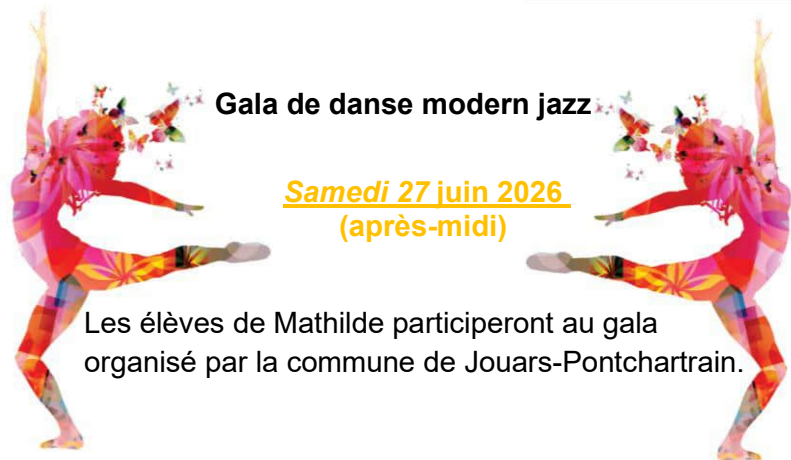 Gala de danse modern jazz
Samedi 27 juin 2026
(après-midi)
Les élèves de Mathilde participeront au gala
organisé par la commune de Jouars-Pontchartrain.